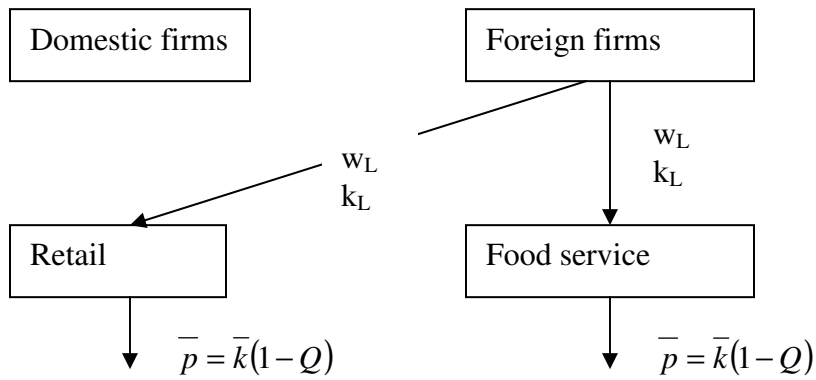 Domestic firms
Foreign firms
w_L
k_L
w_L
k_L
Retail
Food service
p̅ = k̅(1 − Q)
p̅ = k̅(1 − Q)